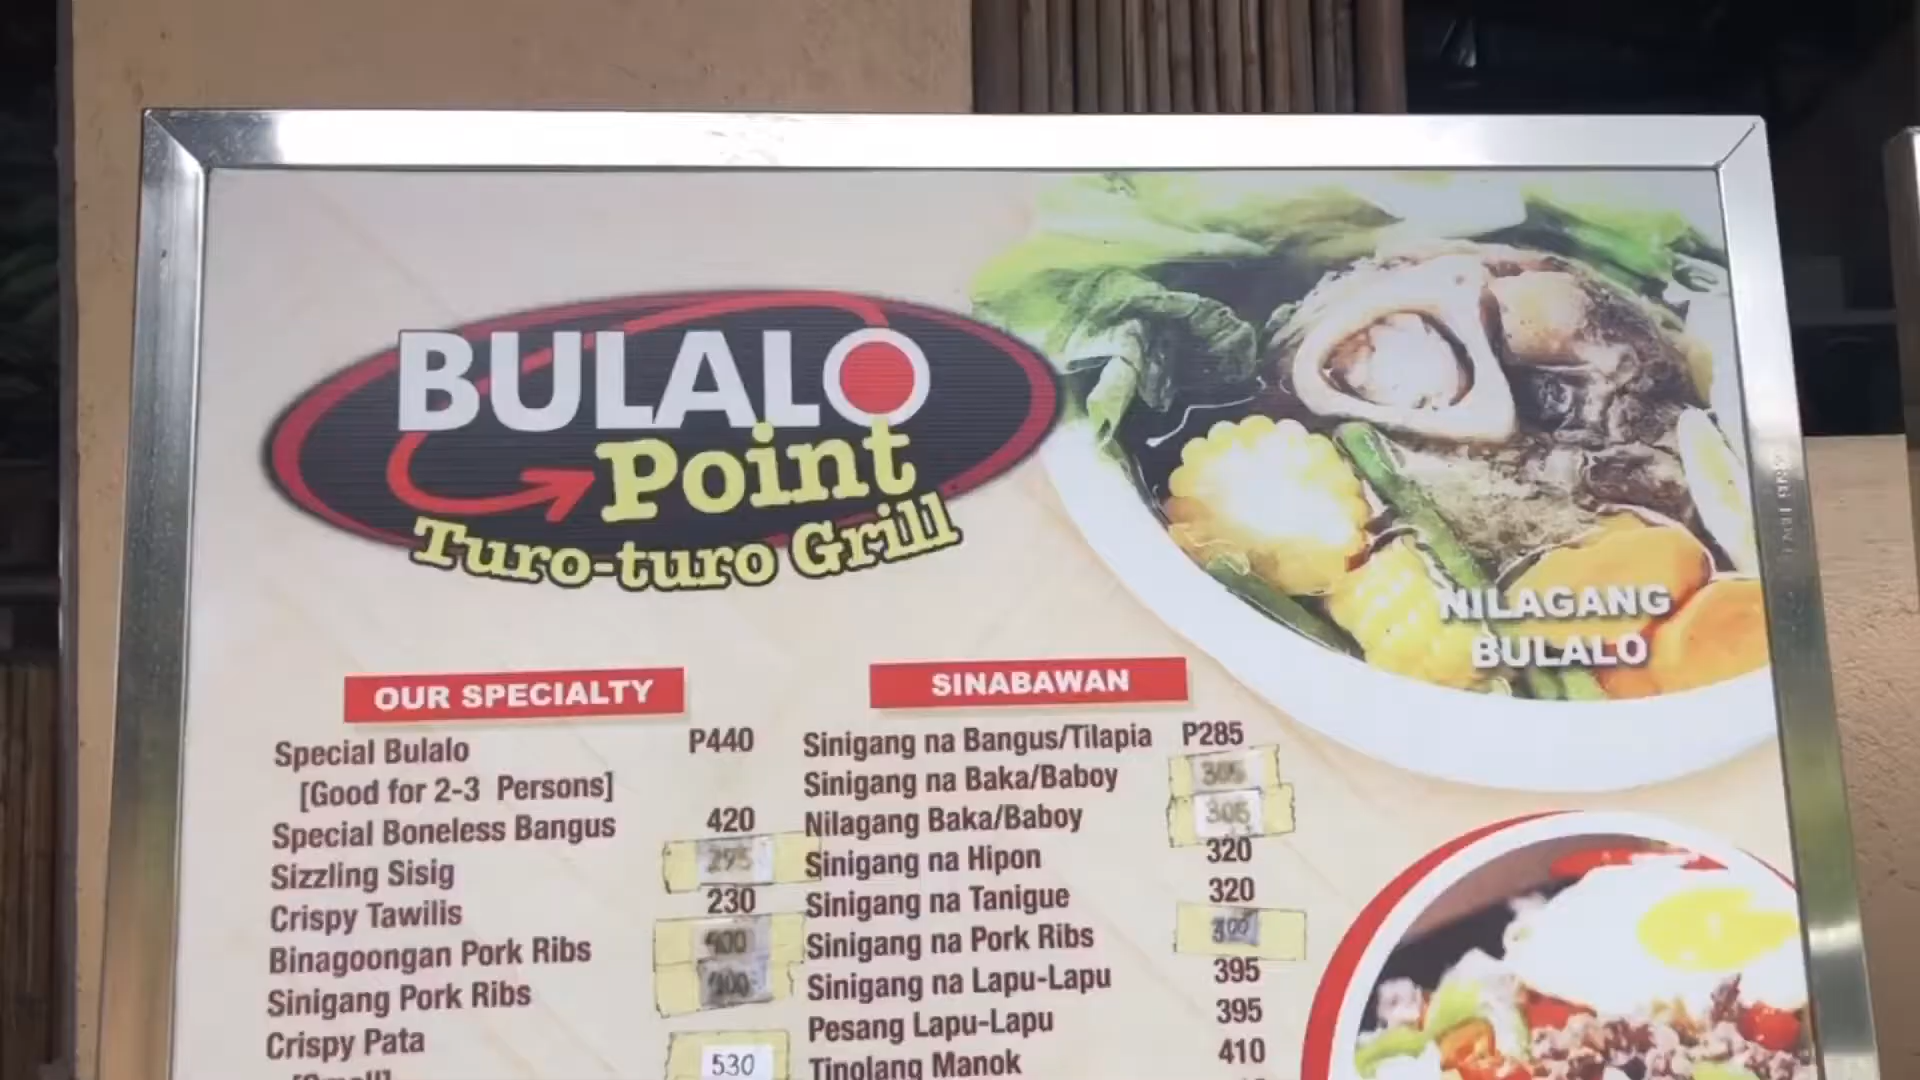 BULALO
Point
Turo-turo Grill
NILAGANG
BULALO
OUR SPECIALTY
Special Bulalo P440
[Good for 2-3 Persons]
Special Boneless Bangus 420
Sizzling Sisig 295
Crispy Tawilis 230
Binagoongan Pork Ribs
Sinigang Pork Ribs
Crispy Pata 530
SINABAWAN
Sinigang na Bangus/Tilapia P285
Sinigang na Baka/Baboy 305
Nilagang Baka/Baboy 305
Sinigang na Hipon 320
Sinigang na Tanigue 320
Sinigang na Pork Ribs 300
Sinigang na Lapu-Lapu 395
Pesang Lapu-Lapu 395
Tinolang Manok 410